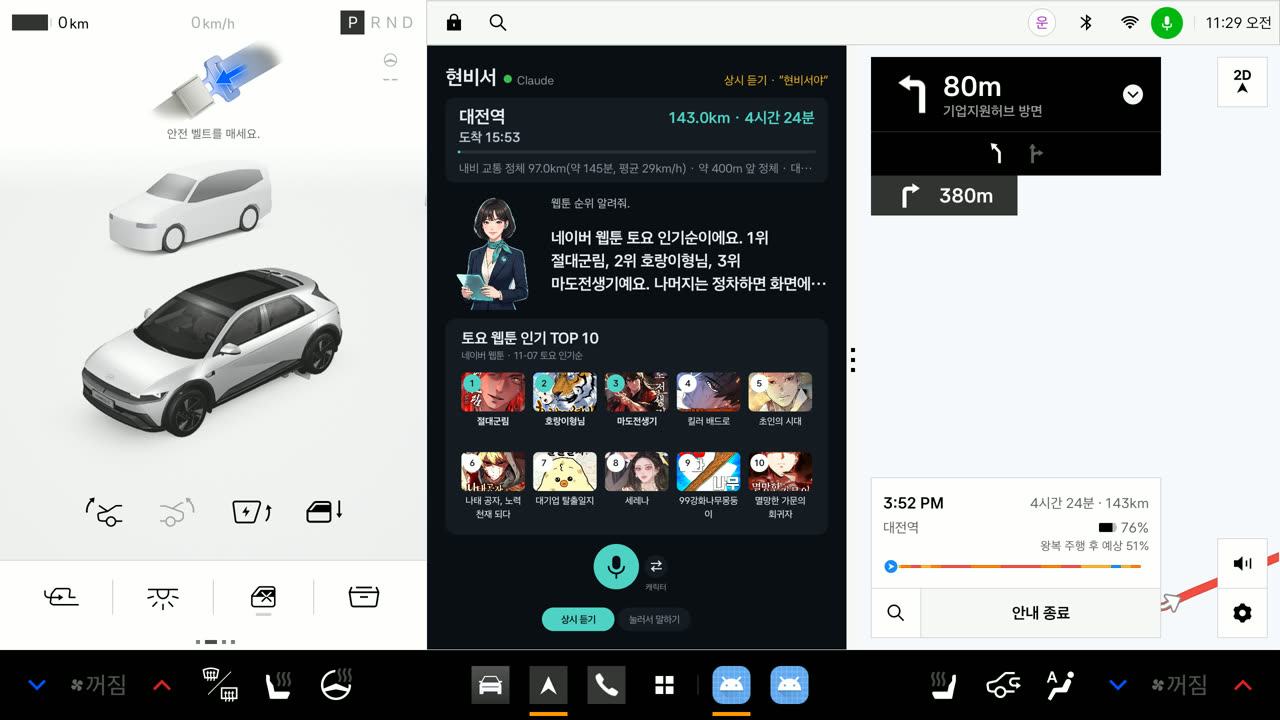 0km
0km/h
P R N D
안전 벨트를 매세요.
운
11:29 오전
현비서 Claude
상시 듣기 · "현비서야"
대전역
143.0km · 4시간 24분
도착 15:53
내비 교통 정체 97.0km(약 145분, 평균 29km/h) · 약 400m 앞 정체 · 대…
웹툰 순위 알려줘.
네이버 웹툰 토요 인기순이에요. 1위
절대군림, 2위 호랑이형님, 3위
마도전생기예요. 나머지는 정차하면 화면에…
토요 웹툰 인기 TOP 10
네이버 웹툰 · 11-07 토요 인기순
1 2 3 4 5
절대군림
호랑이형님
마도전생기
킬러 배드로
초인의 시대
6 7 8 9 10
나태 공자, 노력
천재 되다
대기업 탈출일지
세레나
99강화나무몽둥
이
멸망한 가문의
회귀자
캐릭터
상시 듣기
눌러서 말하기
80m
기업지원허브 방면
380m
2D
3:52 PM
4시간 24분 · 143km
대전역
76%
왕복 주행 후 예상 51%
안내 종료
꺼짐
A
꺼짐